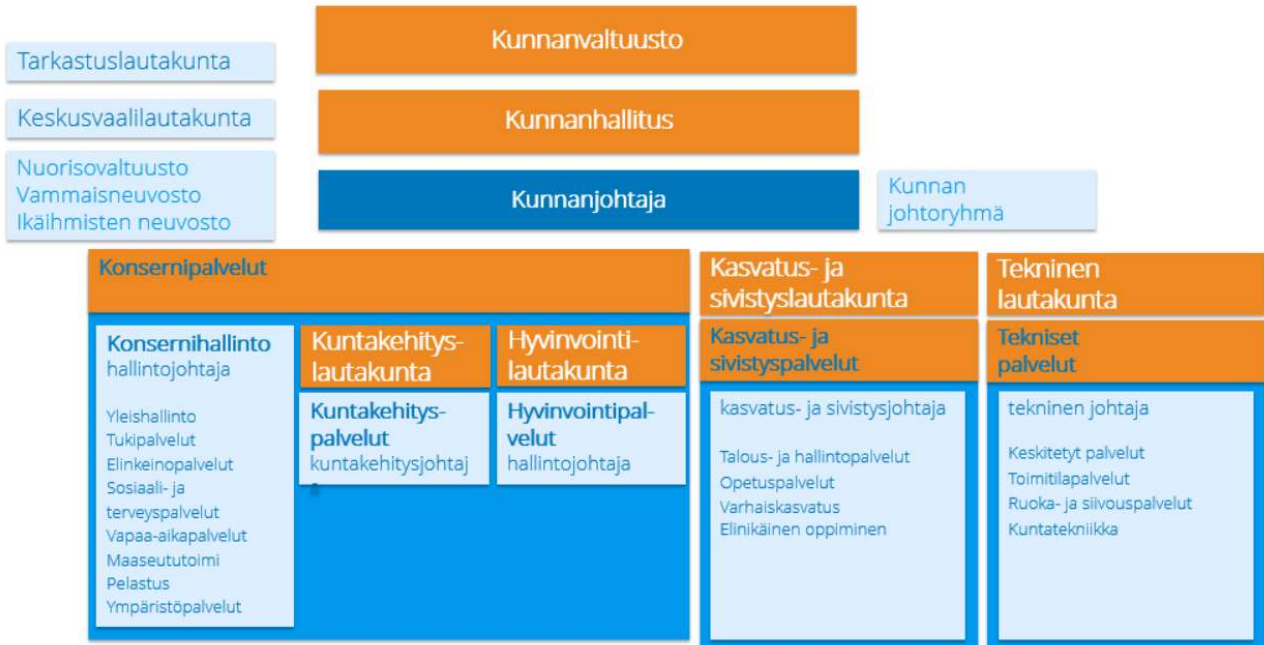 Kunnanvaltuusto
Tarkastuslautakunta
Keskusvaalilautakunta
Kunnanhallitus
Nuorisovaltuusto
Vammaisneuvosto
Ikäihmisten neuvosto
Kunnanjohtaja
Kunnan
johtoryhmä
Konsernipalvelut
Konsernihallinto
hallintojohtaja
Yleishallinto
Tukipalvelut
Elinkeinopalvelut
Sosiaali- ja
terveyspalvelut
Vapaa-aikapalvelut
Maaseututoimi
Pelastus
Ympäristöpalvelut
Kuntakehitys-
lautakunta
Kuntakehitys-
palvelut
kuntakehitysjohtaj
a
Hyvinvointi-
lautakunta
Hyvinvointipal-
velut
hallintojohtaja
Kasvatus- ja
sivistyslautakunta
Kasvatus- ja
sivistyspalvelut
kasvatus- ja sivistysjohtaja
Talous- ja hallintopalvelut
Opetuspalvelut
Varhaiskasvatus
Elinikäinen oppiminen
Tekninen
lautakunta
Tekniset
palvelut
tekninen johtaja
Keskitetyt palvelut
Toimitilapalvelut
Ruoka- ja siivouspalvelut
Kuntatekniikka